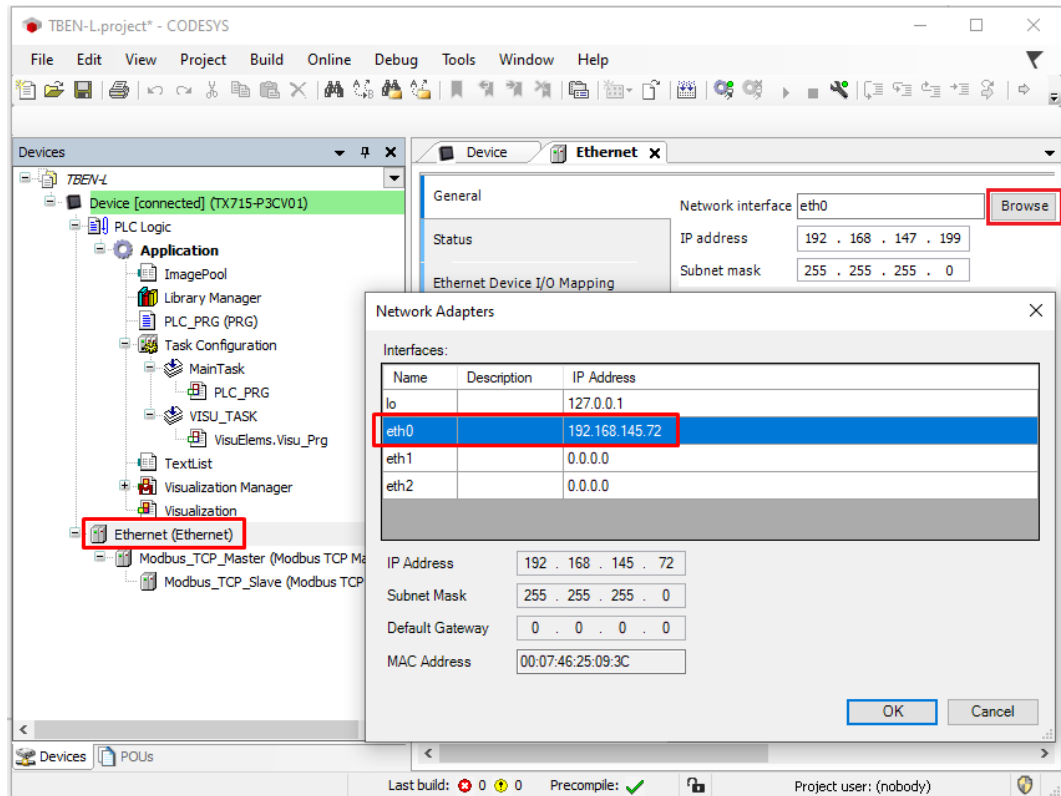 TBEN-L.project* - CODESYS
File Edit View Project Build Online Debug Tools Window Help
Devices
TBEN-L
Device [connected] (TX715-P3CV01)
PLC Logic
Application
ImagePool
Library Manager
PLC_PRG (PRG)
Task Configuration
MainTask
PLC_PRG
VISU_TASK
VisuElems.Visu_Prg
TextList
Visualization Manager
Visualization
Ethernet (Ethernet)
Modbus_TCP_Master (Modbus TCP Ma
Modbus_TCP_Slave (Modbus TCP
Devices POUs
Device Ethernet
General
Status
Ethernet Device I/O Mapping
Network interface eth0 Browse
IP address 192 . 168 . 147 . 199
Subnet mask 255 . 255 . 255 . 0
Network Adapters
Interfaces:
Name Description IP Address
lo 127.0.0.1
eth0 192.168.145.72
eth1 0.0.0.0
eth2 0.0.0.0
IP Address 192 . 168 . 145 . 72
Subnet Mask 255 . 255 . 255 . 0
Default Gateway 0 . 0 . 0 . 0
MAC Address 00:07:46:25:09:3C
OK Cancel
Last build: 0 0 Precompile: Project user: (nobody)